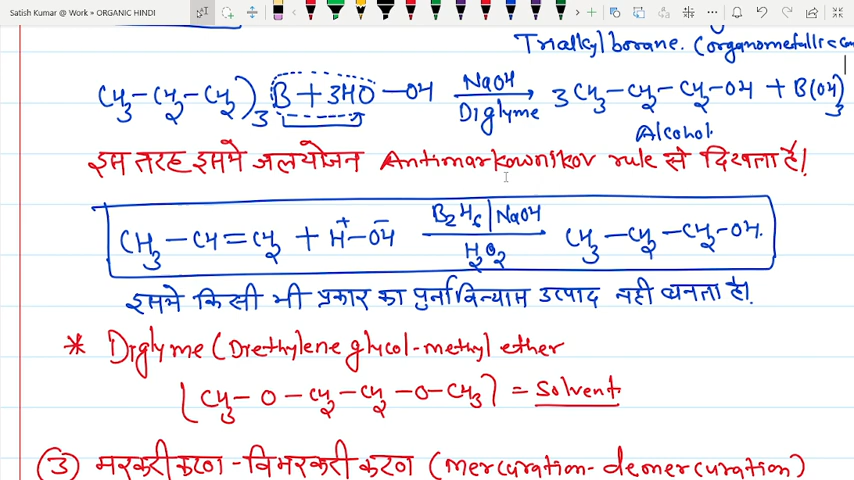 Satish Kumar @ Work » ORGANIC HINDI
Trialkylborane. (organometallic com
(CH3-CH2-CH2)3 B + 3HO-OH NaOH Diglyme 3CH3-CH2-CH2-OH + B(OH)3
Alcohol.
इस तरह इसमे जलयोजन Antimarkownikov rule से दिखता है।
CH3-CH=CH2 + H+-OH- B2H6|NaOH H2O2 CH3-CH2-CH2-OH.
इसमे किसी भी प्रकार का पुर्नाविन्यास उत्पाद नही बनता है।
* Diglyme (Diethylene glycol-methyl ether
(CH3-O-CH2-CH2-O-CH3) = Solvent.
(3) मरकरीकरण-विमरकरीकरण (mercuration-demercuration)